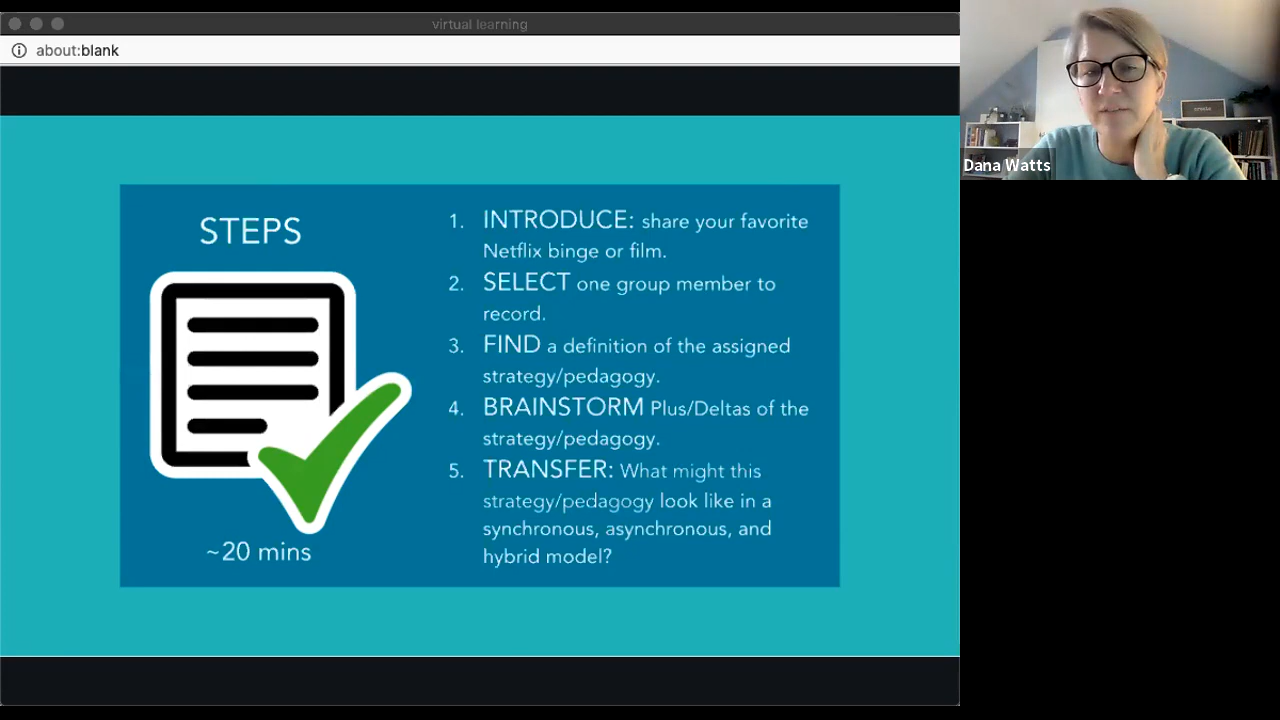 virtual learning
about:blank
STEPS
1. INTRODUCE: share your favorite
Netflix binge or film.
2. SELECT one group member to
record.
3. FIND a definition of the assigned
strategy/pedagogy.
4. BRAINSTORM Plus/Deltas of the
strategy/pedagogy.
5. TRANSFER: What might this
strategy/pedagogy look like in a
synchronous, asynchronous, and
hybrid model?
~20 mins
Dana Watts